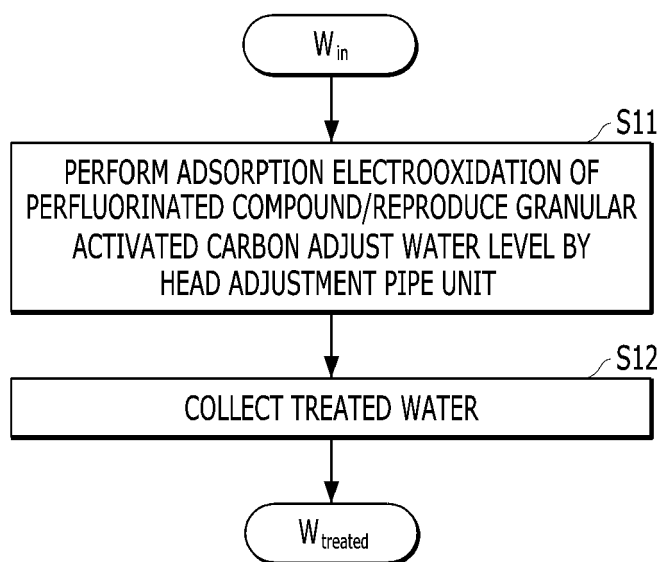 W_in
S11
PERFORM ADSORPTION ELECTROOXIDATION OF
PERFLUORINATED COMPOUND/REPRODUCE GRANULAR
ACTIVATED CARBON ADJUST WATER LEVEL BY
HEAD ADJUSTMENT PIPE UNIT
S12
COLLECT TREATED WATER
W_treated